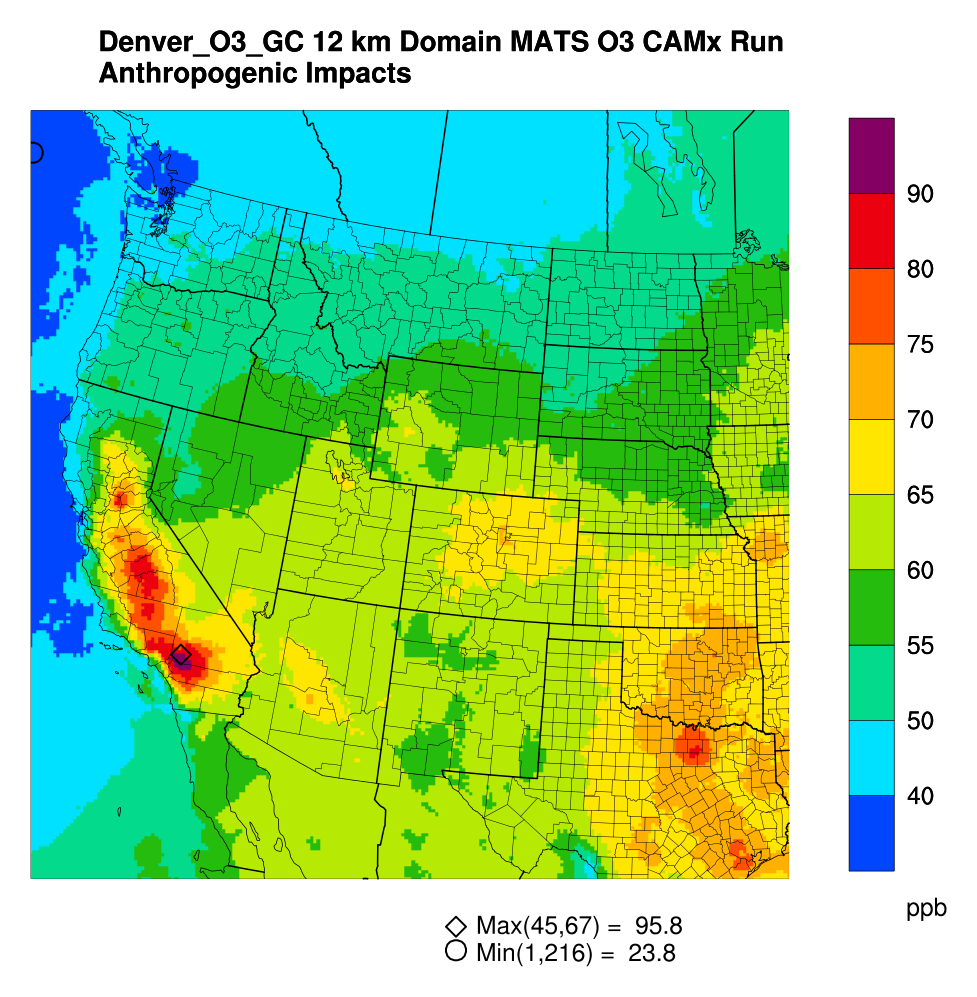 Denver_O3_GC 12 km Domain MATS O3 CAMx Run
Anthropogenic Impacts
90
80
75
70
65
60
55
50
40
ppb
Max(45,67) = 95.8
Min(1,216) = 23.8